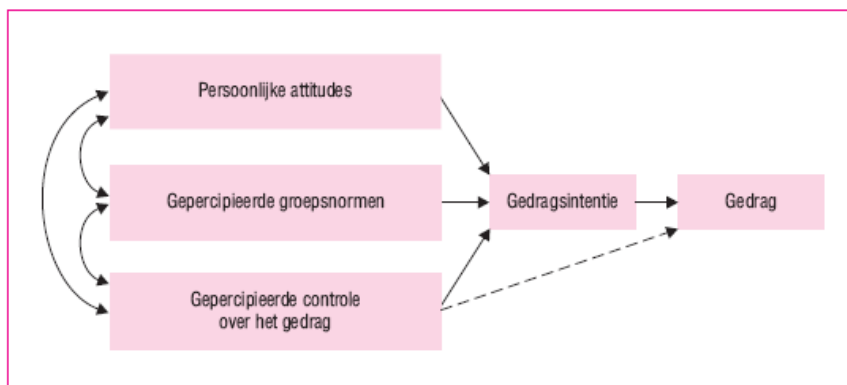 Persoonlijke attitudes
Gepercipieerde groepsnormen
Gedragsintentie
Gedrag
Gepercipieerde controle
over het gedrag